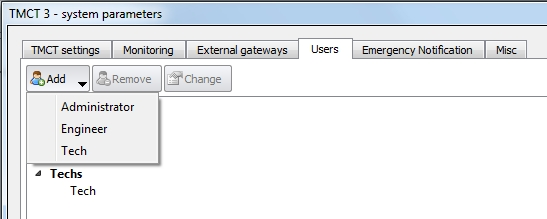 TMCT 3 - system parameters
TMCT settings Monitoring External gateways Users Emergency Notification Misc
Add Remove Change
Administrator
Engineer
Tech
Techs
Tech